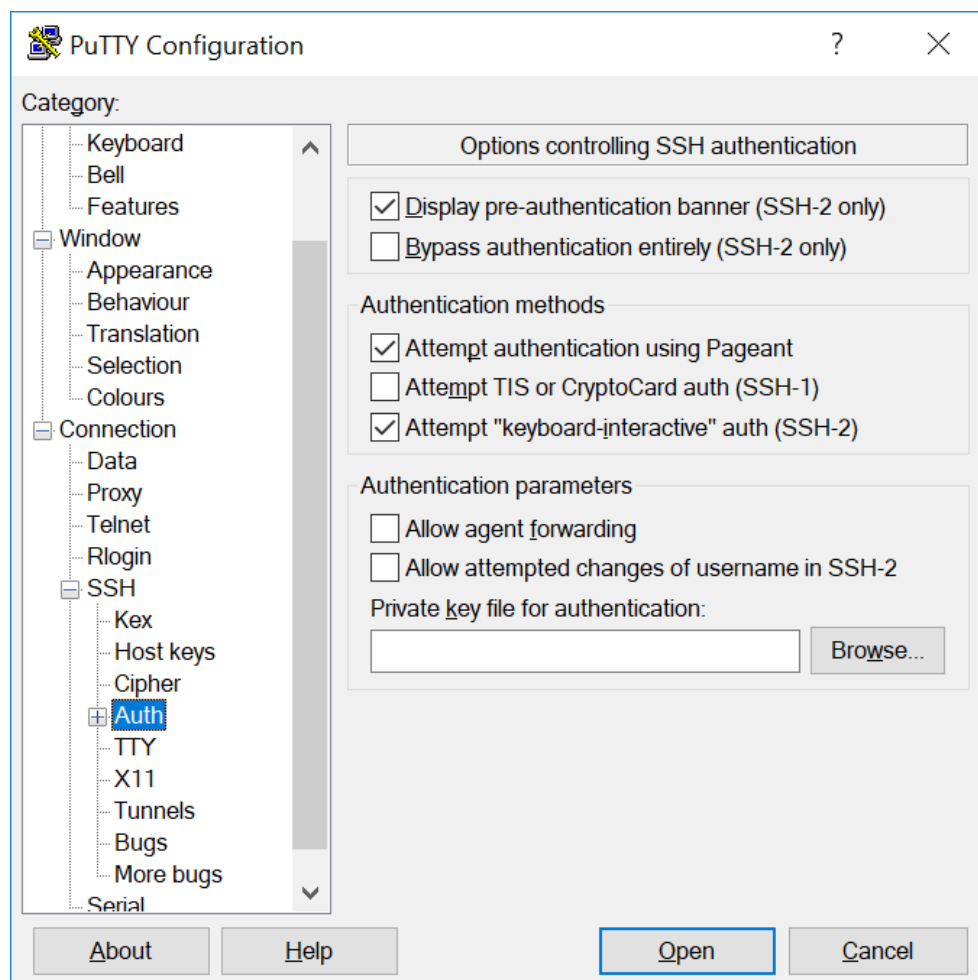 PuTTY Configuration
?
Category:
Keyboard
Bell
Features
Window
Appearance
Behaviour
Translation
Selection
Colours
Connection
Data
Proxy
Telnet
Rlogin
SSH
Kex
Host keys
Cipher
Auth
TTY
X11
Tunnels
Bugs
More bugs
Serial
Options controlling SSH authentication
Display pre-authentication banner (SSH-2 only)
Bypass authentication entirely (SSH-2 only)
Authentication methods
Attempt authentication using Pageant
Attempt TIS or CryptoCard auth (SSH-1)
Attempt "keyboard-interactive" auth (SSH-2)
Authentication parameters
Allow agent forwarding
Allow attempted changes of username in SSH-2
Private key file for authentication:
Browse...
About
Help
Open
Cancel